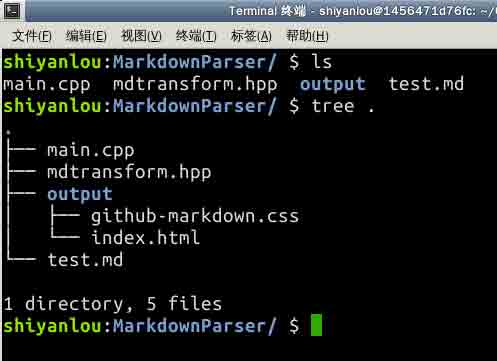 Terminal 终端 - shiyanlou@1456471d76fc: ~/
文件(F) 编辑(E) 视图(V) 终端(T) 标签(A) 帮助(H)
shiyanlou:MarkdownParser/ $ ls
main.cpp  mdtransform.hpp  output  test.md
shiyanlou:MarkdownParser/ $ tree .
.
├── main.cpp
├── mdtransform.hpp
├── output
│   ├── github-markdown.css
│   └── index.html
└── test.md
1 directory, 5 files
shiyanlou:MarkdownParser/ $